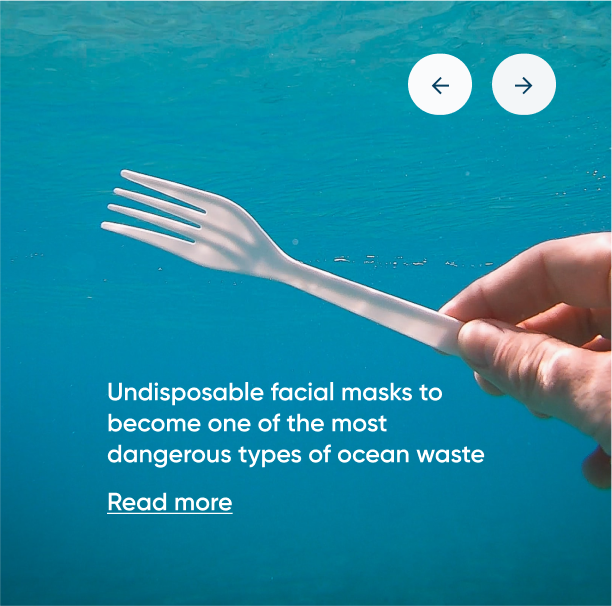 Undisposable facial masks to
become one of the most
dangerous types of ocean waste
Read more